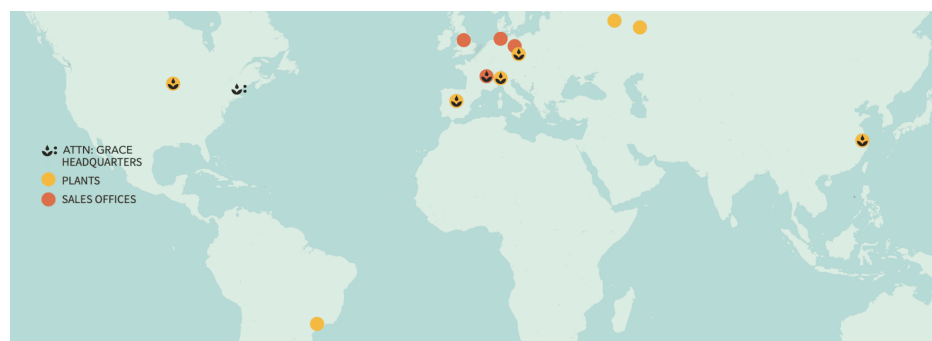 ATTN: GRACE
HEADQUARTERS
PLANTS
SALES OFFICES